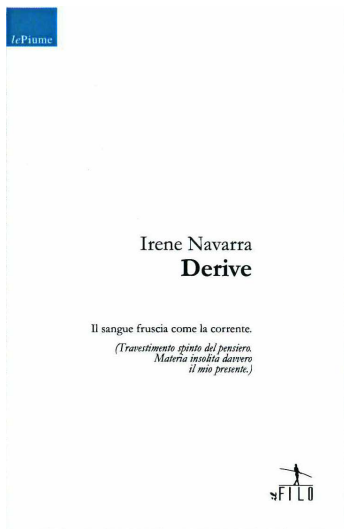 lePiume
Irene Navarra
Derive
Il sangue fruscia come la corrente.
(Travestimento spinto del pensiero.
Materia insolita davvero
il mio presente.)
FILO